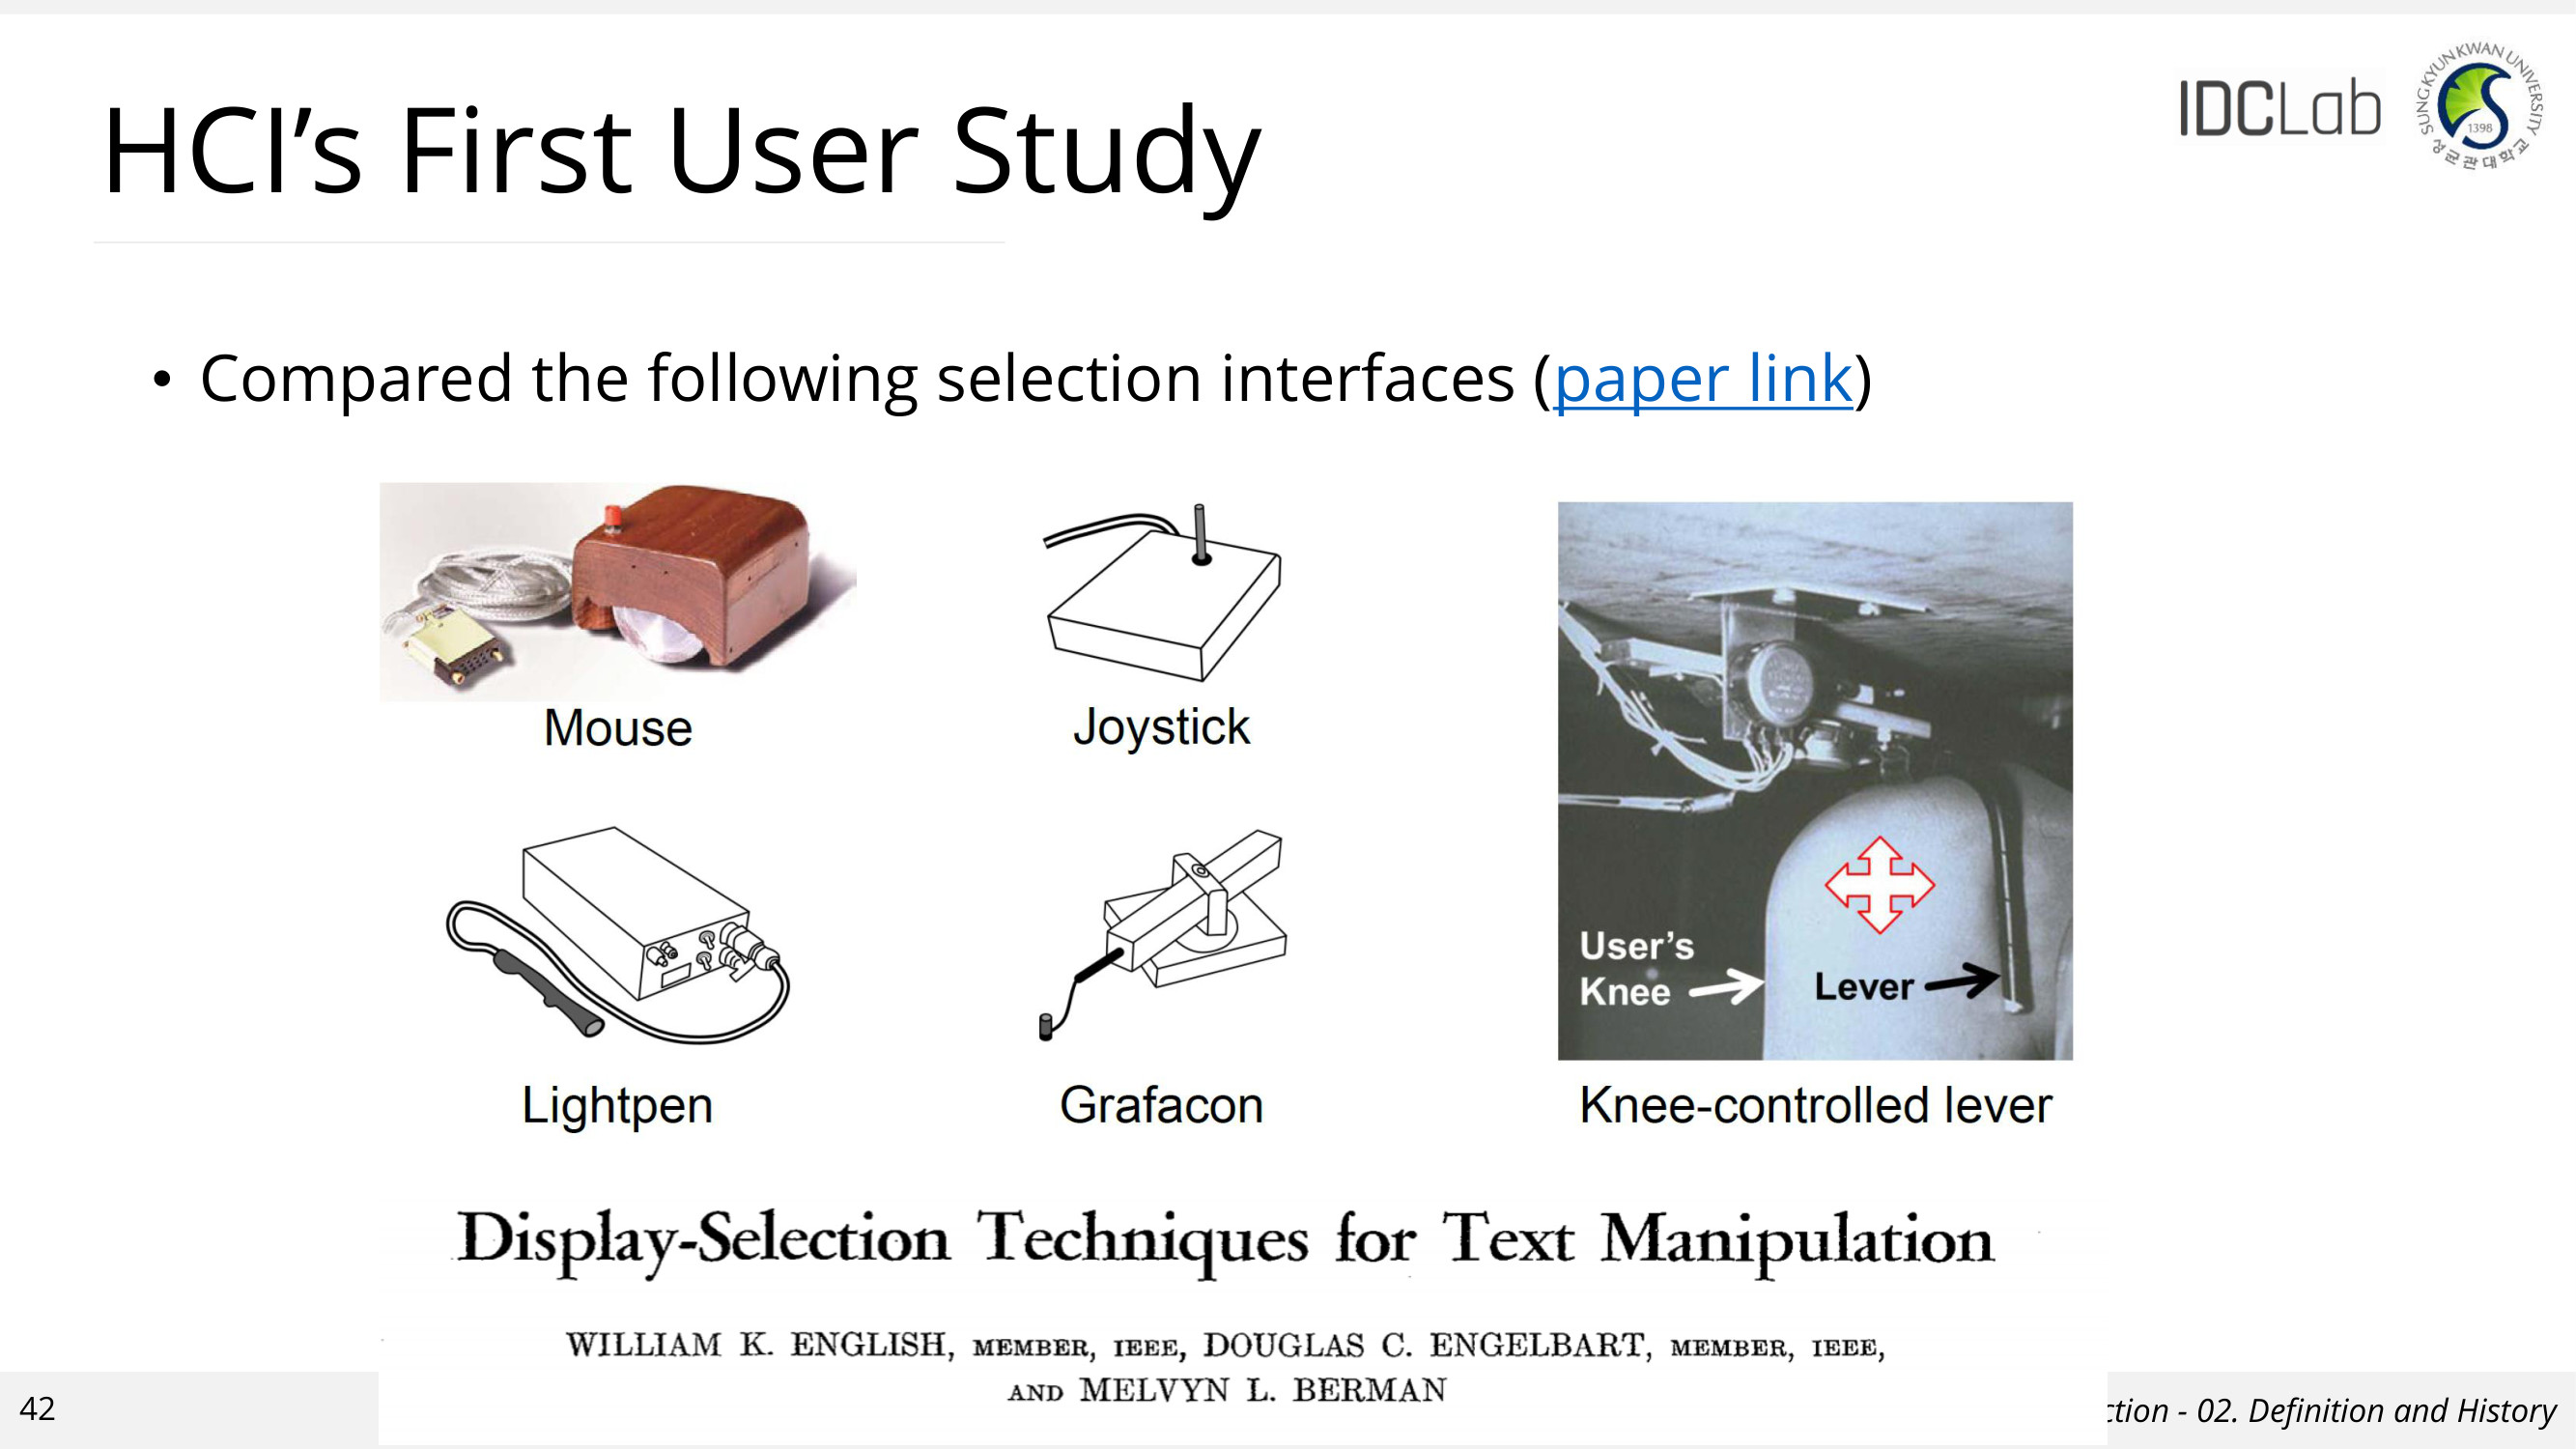 HCI’s First User Study
IDCLab
SUNGKYUNKWAN UNIVERSITY
1398
성균관대학교
• Compared the following selection interfaces (paper link)
Mouse
Joystick
User’s
Knee
Lever
Lightpen
Grafacon
Knee-controlled lever
Display-Selection Techniques for Text Manipulation
WILLIAM K. ENGLISH, MEMBER, IEEE, DOUGLAS C. ENGELBART, MEMBER, IEEE,
AND MELVYN L. BERMAN
42
ction - 02. Definition and History